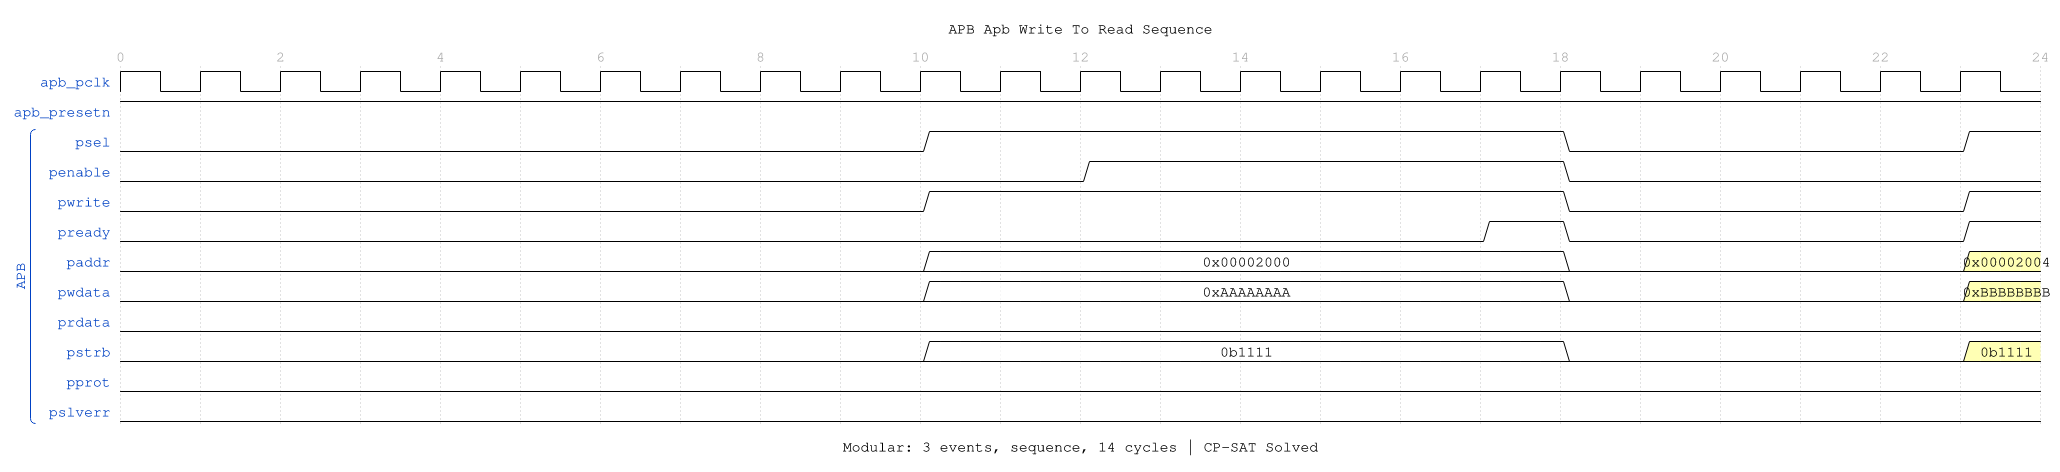 APB Apb Write To Read Sequence
0 2 4 6 8 10 12 14 16 18 20 22 24
apb_pclk
apb_presetn
psel
penable
pwrite
pready
paddr 0x00002000 0x00002004
pwdata 0xAAAAAAAA 0xBBBBBBBB
prdata
pstrb 0b1111 0b1111
pprot
pslverr
APB
Modular: 3 events, sequence, 14 cycles | CP-SAT Solved